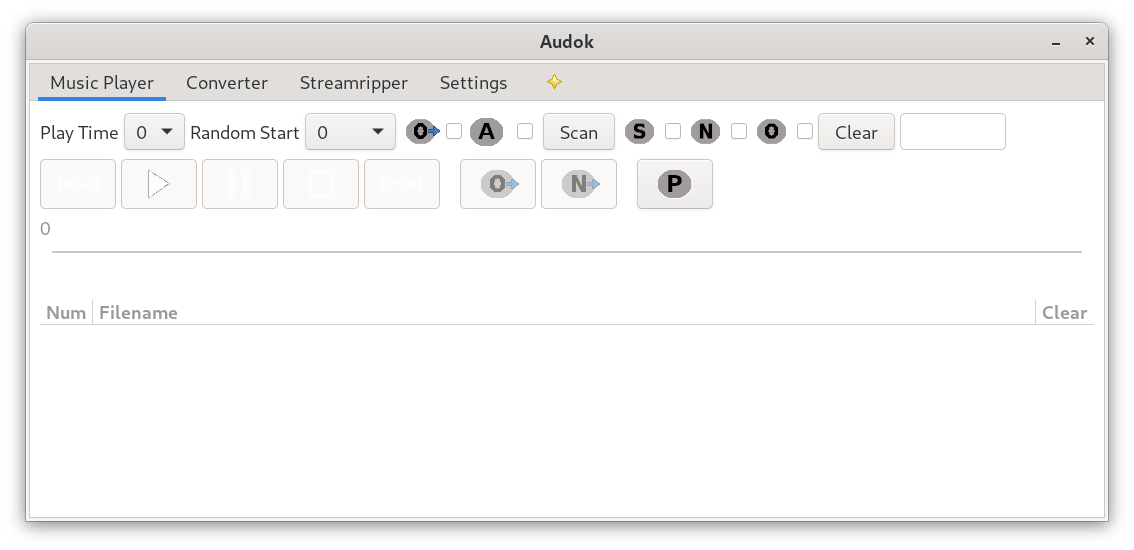 Audok
Music Player Converter Streamripper Settings
Play Time 0 Random Start 0 O A Scan S N O Clear
O N P
0
Num Filename Clear